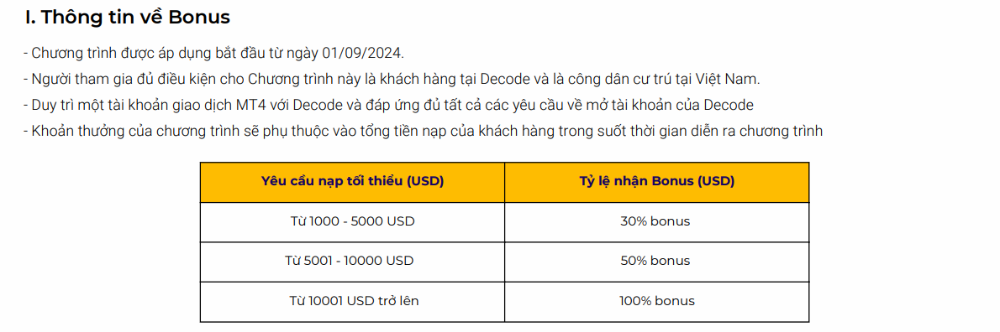 I. Thông tin về Bonus
- Chương trình được áp dụng bắt đầu từ ngày 01/09/2024.
- Người tham gia đủ điều kiện cho Chương trình này là khách hàng tại Decode và là công dân cư trú tại Việt Nam.
- Duy trì một tài khoản giao dịch MT4 với Decode và đáp ứng đủ tất cả các yêu cầu về mở tài khoản của Decode
- Khoản thưởng của chương trình sẽ phụ thuộc vào tổng tiền nạp của khách hàng trong suốt thời gian diễn ra chương trình
Yêu cầu nạp tối thiểu (USD) Tỷ lệ nhận Bonus (USD)
Từ 1000 - 5000 USD 30% bonus
Từ 5001 - 10000 USD 50% bonus
Từ 10001 USD trở lên 100% bonus